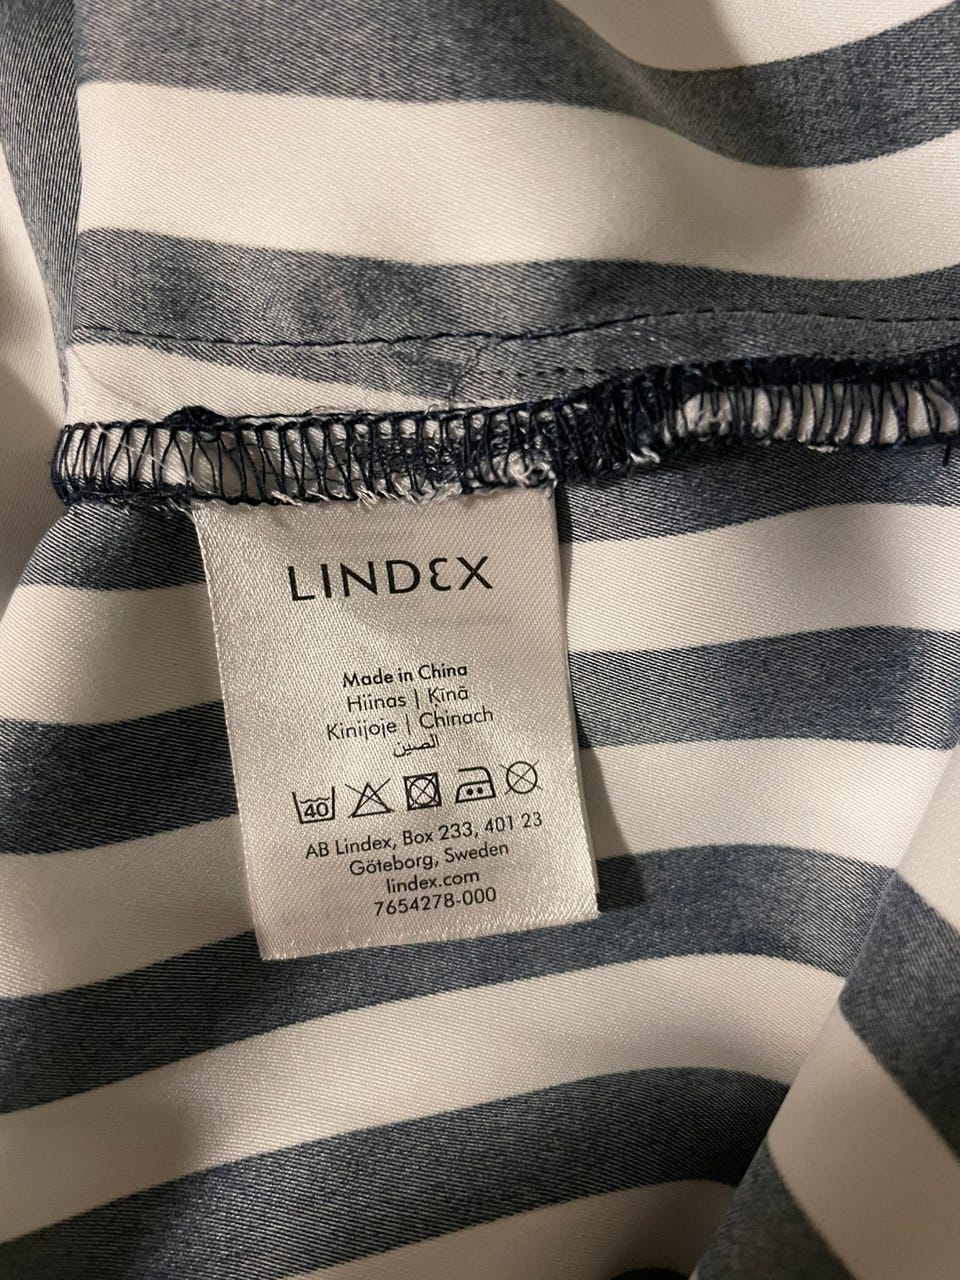 LINDEX
Made in China
Hiinas | Ķīnā
Kinijoje | Chinach
الصين
40
AB Lindex, Box 233, 401 23
Göteborg, Sweden
lindex.com
7654278-000